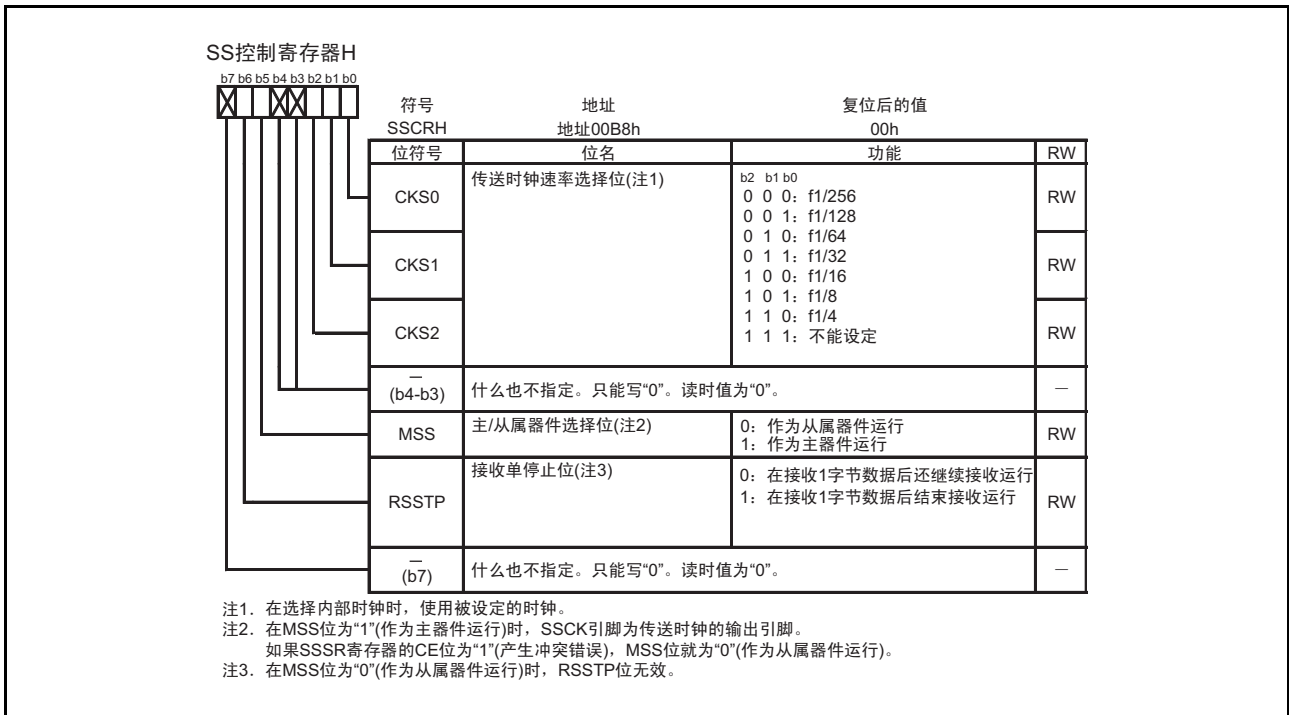 SS控制寄存器H
b7 b6 b5 b4 b3 b2 b1 b0
符号 地址 复位后的值
SSCRH 地址00B8h 00h
位符号 位名 功能 RW
CKS0 传送时钟速率选择位(注1) RW
b2 b1 b0
0 0 0：f1/256
0 0 1：f1/128
0 1 0：f1/64
0 1 1：f1/32
1 0 0：f1/16
1 0 1：f1/8
1 1 0：f1/4
1 1 1：不能设定
CKS1 RW
CKS2 RW
—
(b4-b3) 什么也不指定。只能写“0”。读时值为“0”。 —
MSS 主/从属器件选择位(注2) RW
0：作为从属器件运行
1：作为主器件运行
RSSTP 接收单停止位(注3) RW
0：在接收1字节数据后还继续接收运行
1：在接收1字节数据后结束接收运行
—
(b7) 什么也不指定。只能写“0”。读时值为“0”。 —
注1. 在选择内部时钟时，使用被设定的时钟。
注2. 在MSS位为“1”(作为主器件运行)时，SSCK引脚为传送时钟的输出引脚。
如果SSSR寄存器的CE位为“1”(产生冲突错误)，MSS位就为“0”(作为从属器件运行)。
注3. 在MSS位为“0”(作为从属器件运行)时，RSSTP位无效。